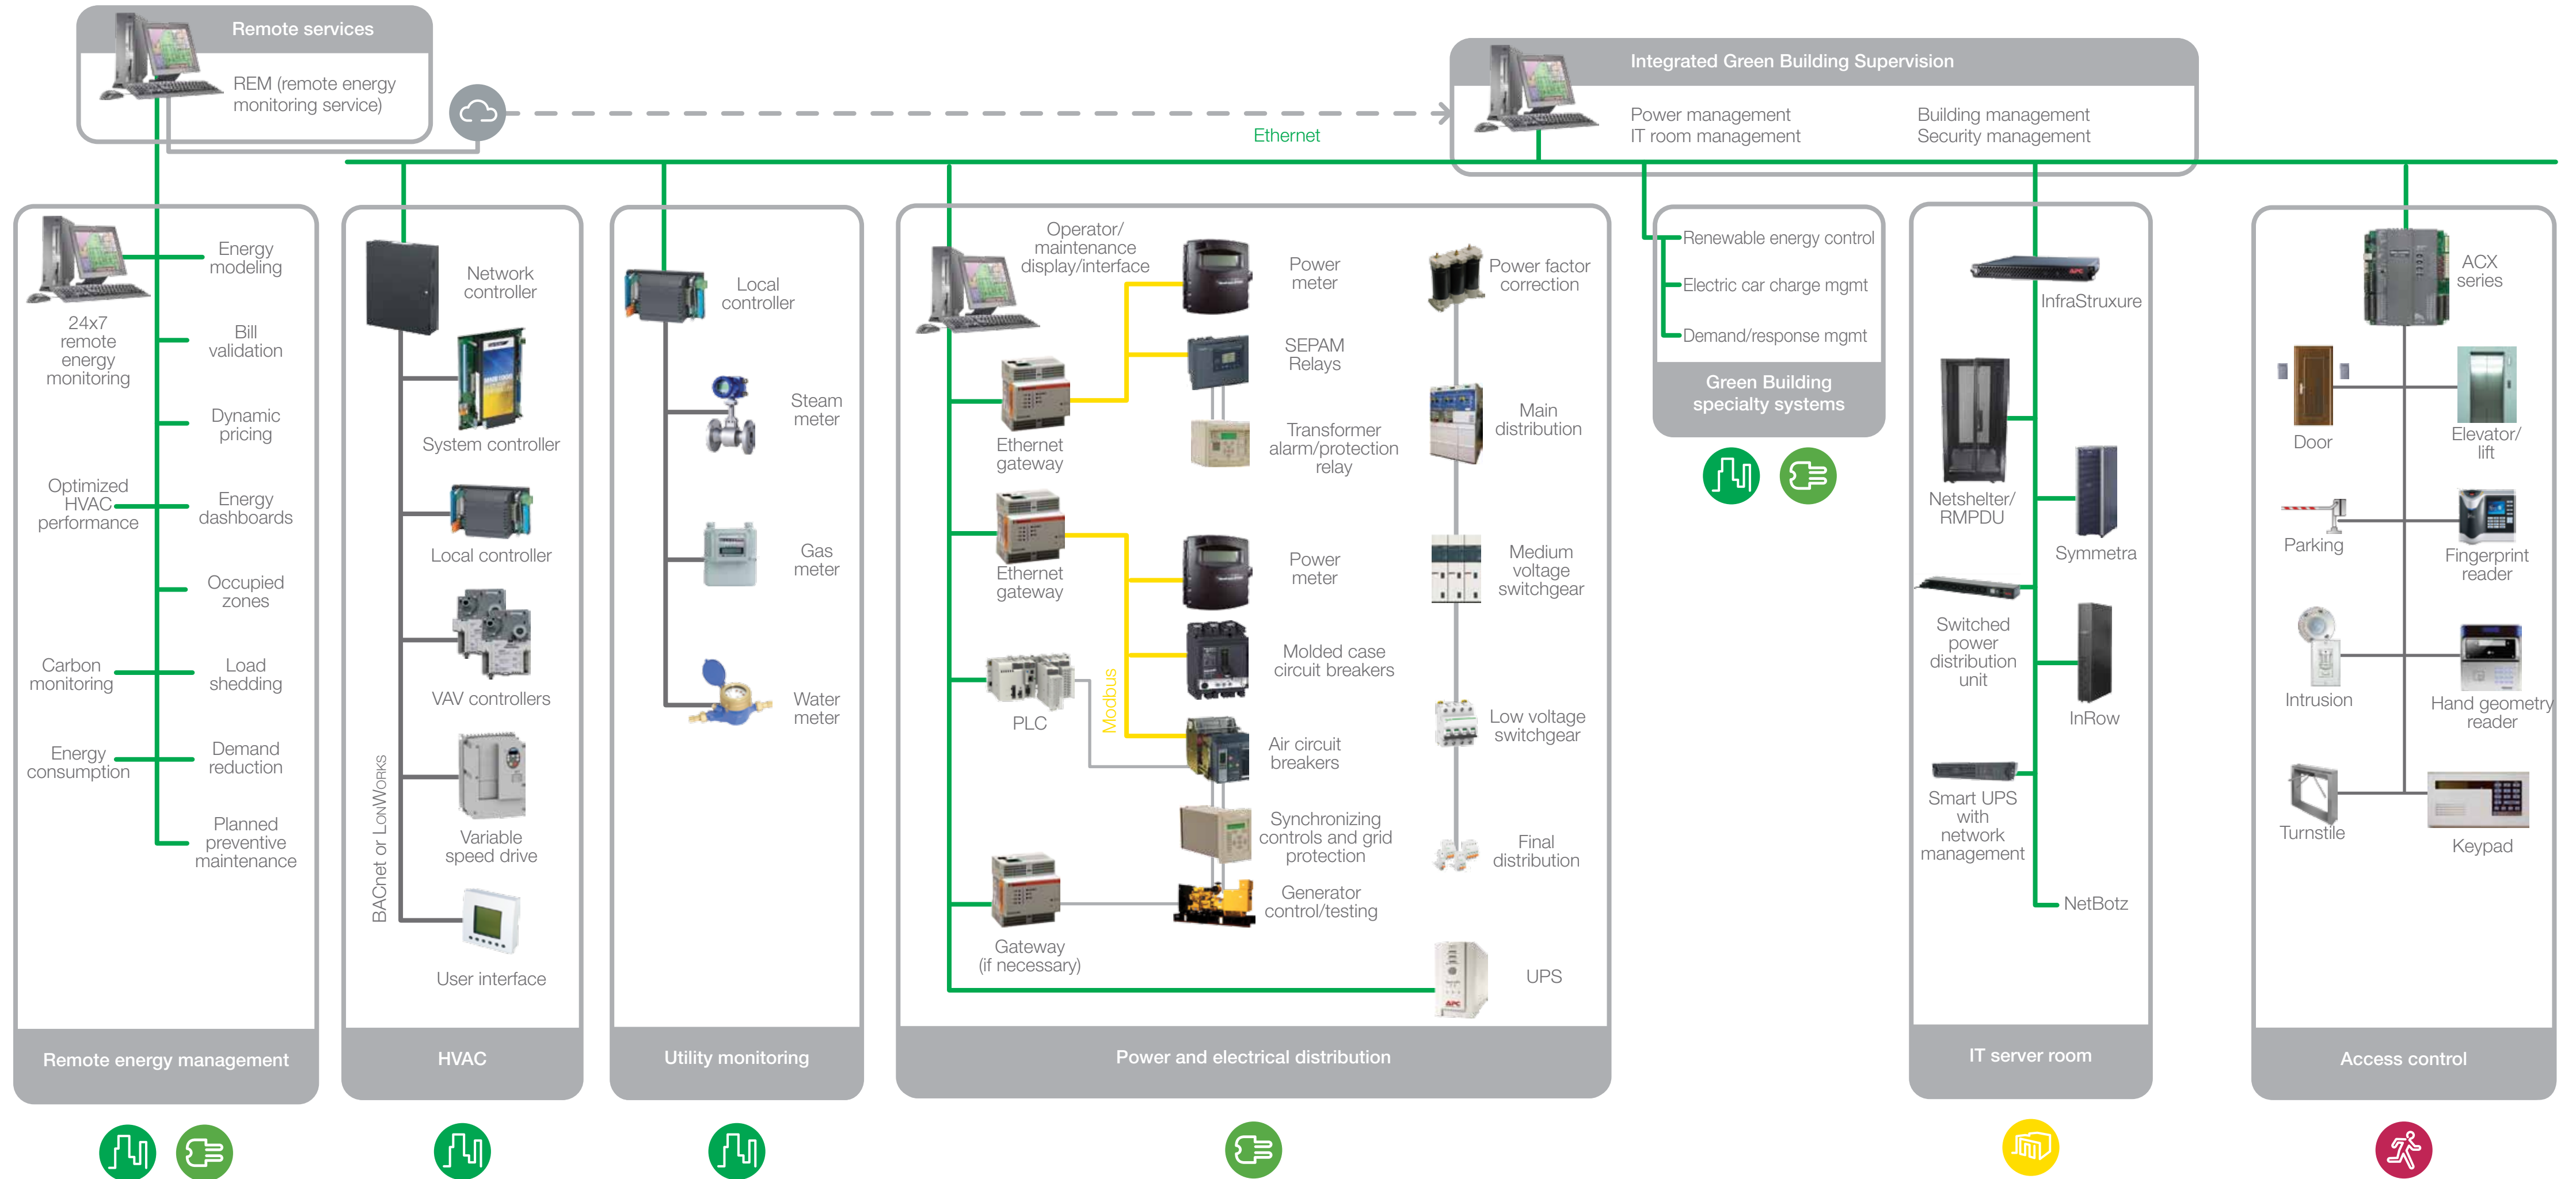 Remote services
REM (remote energy
monitoring service)
Ethernet
Integrated Green Building Supervision
Power management
IT room management
Building management
Security management
24x7
remote
energy
monitoring
Energy
modeling
Bill
validation
Dynamic
pricing
Optimized
HVAC
performance
Energy
dashboards
Occupied
zones
Carbon
monitoring
Load
shedding
Energy
consumption
Demand
reduction
Planned
preventive
maintenance
Remote energy management
Network
controller
System controller
Local controller
VAV controllers
Variable
speed drive
User interface
BACnet or LONWORKS
HVAC
Local
controller
Steam
meter
Gas
meter
Water
meter
Utility monitoring
Operator/
maintenance
display/interface
Ethernet
gateway
Ethernet
gateway
PLC
Modbus
Gateway
(if necessary)
Power
meter
SEPAM
Relays
Transformer
alarm/protection
relay
Power
meter
Molded case
circuit breakers
Air circuit
breakers
Synchronizing
controls and grid
protection
Generator
control/testing
Power factor
correction
Main
distribution
Medium
voltage
switchgear
Low voltage
switchgear
Final
distribution
UPS
APC
Power and electrical distribution
Renewable energy control
Electric car charge mgmt
Demand/response mgmt
Green Building
specialty systems
APC
InfraStruxure
Netshelter/
RMPDU
Symmetra
Switched
power
distribution
unit
InRow
Smart UPS
with
network
management
NetBotz
IT server room
ACX
series
Door
Elevator/
lift
Parking
Fingerprint
reader
Intrusion
Hand geometry
reader
Turnstile
Keypad
Access control